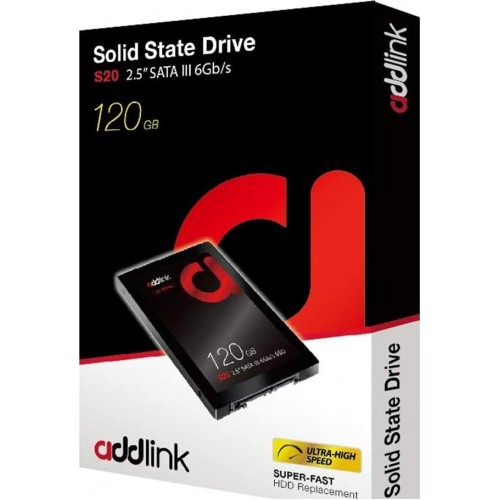 Solid State Drive
S20 2.5" SATA III 6Gb/s
120 GB
addlink
addlink
120 GB
S20 2.5" SATA III 6Gb/s SSD
addlink
ULTRA-HIGH
SPEED
SUPER-FAST
HDD Replacement
Solid State Drive